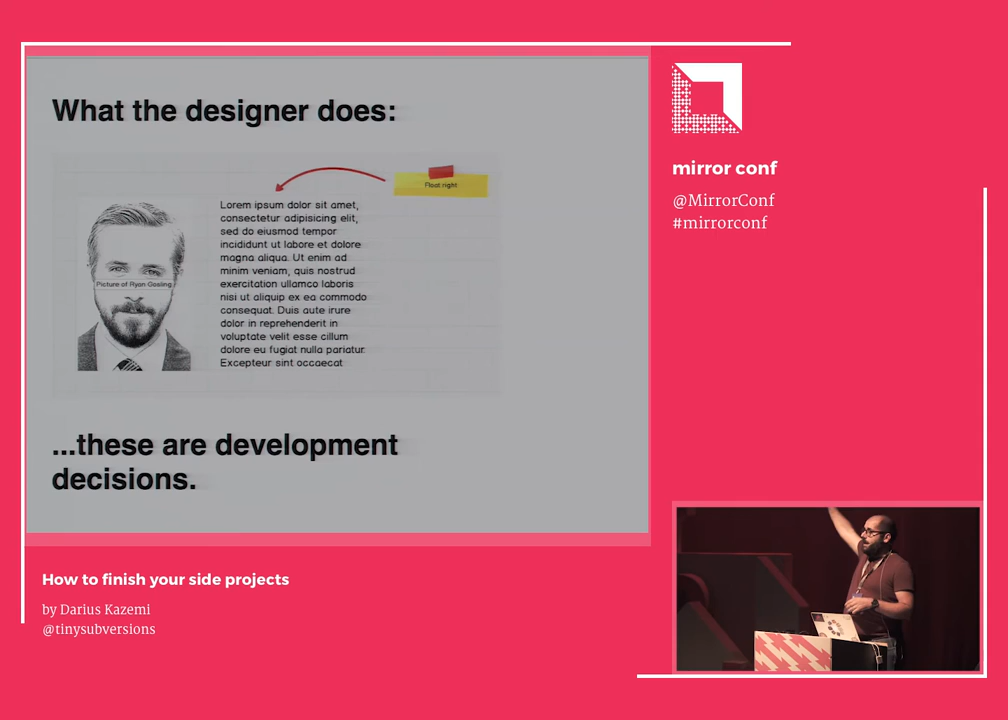 What the designer does:
Float right
Lorem ipsum dolor sit amet,
consectetur adipisicing elit,
sed do eiusmod tempor
incididunt ut labore et dolore
magna aliqua. Ut enim ad
minim veniam, quis nostrud
exercitation ullamco laboris
nisi ut aliquip ex ea commodo
consequat. Duis aute irure
dolor in reprehenderit in
voluptate velit esse cillum
dolore eu fugiat nulla pariatur.
Excepteur sint occaecat
Picture of Ryan Gosling
...these are development
decisions.
mirror conf
@MirrorConf
#mirrorconf
How to finish your side projects
by Darius Kazemi
@tinysubversions